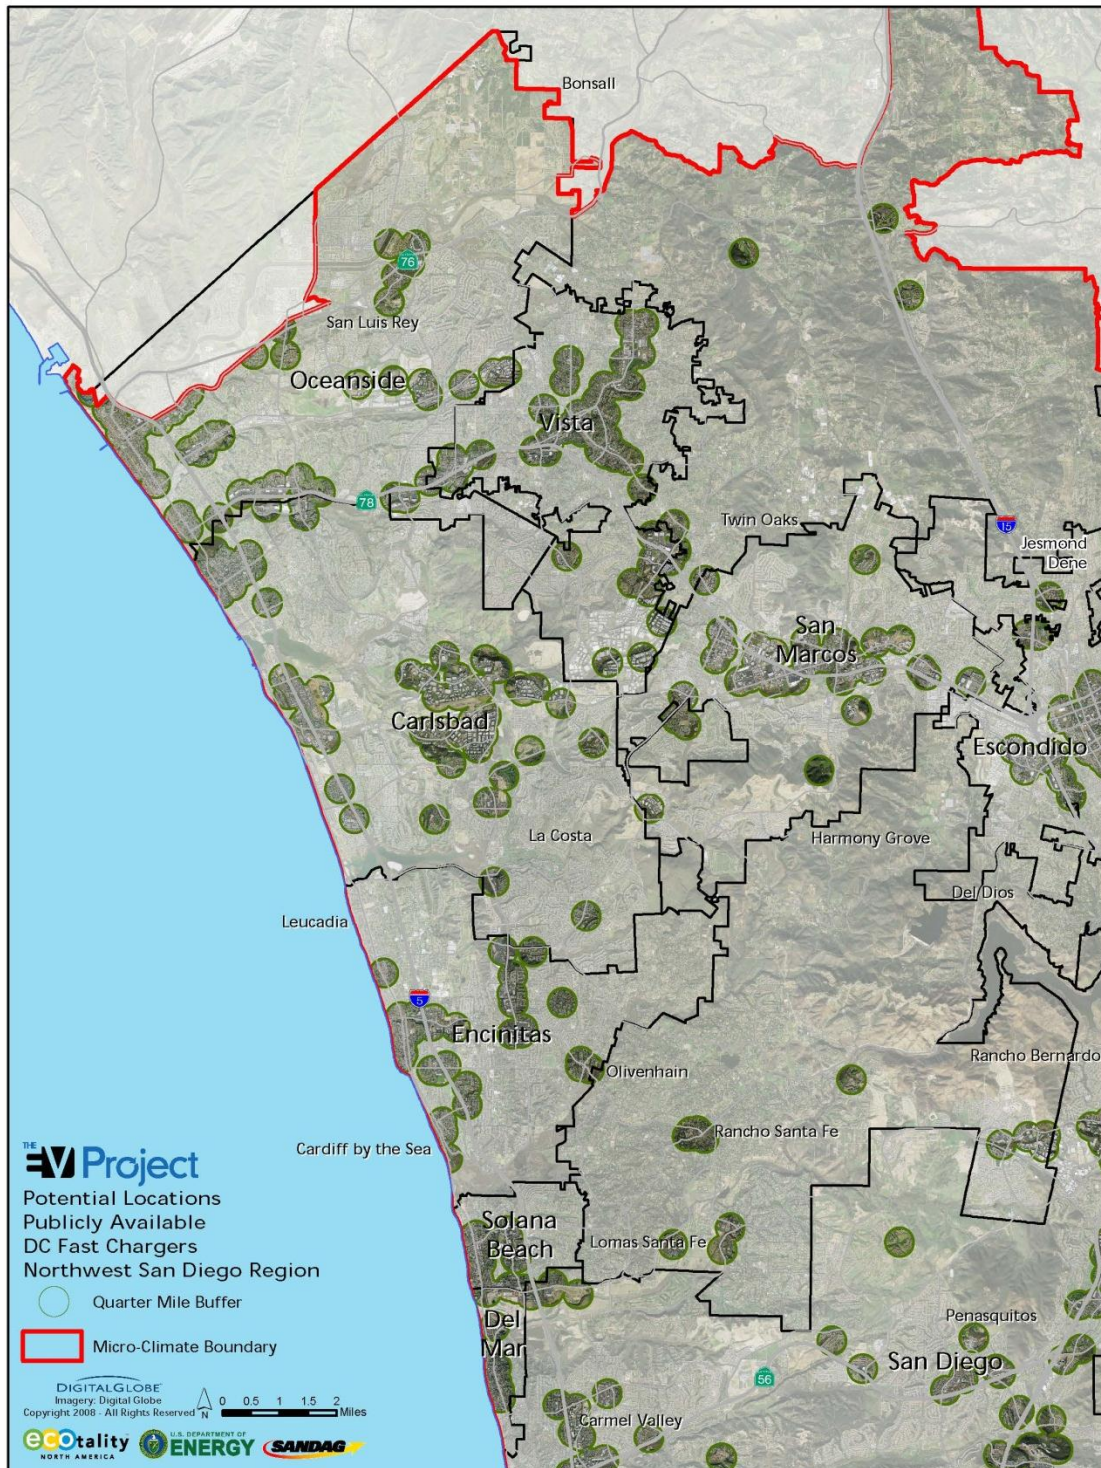 Bonsall
76
San Luis Rey
Oceanside
Vista
78
Twin Oaks
15
Jesmond
Dene
San
Marcos
Carlsbad
Escondido
La Costa
Harmony Grove
Del Dios
Leucadia
5
Encinitas
Rancho Bernardo
Olivenhain
Rancho Santa Fe
Cardiff by the Sea
Solana
Beach
Lomas Santa Fe
Del
Mar
Penasquitos
San Diego
56
Carmel Valley
THE
EV Project
Potential Locations
Publicly Available
DC Fast Chargers
Northwest San Diego Region
Quarter Mile Buffer
Micro-Climate Boundary
DIGITALGLOBE
Imagery: Digital Globe
Copyright 2008 - All Rights Reserved
N
0 0.5 1 1.5 2
Miles
ecotality
NORTH AMERICA
U.S. DEPARTMENT OF
ENERGY
SANDAG